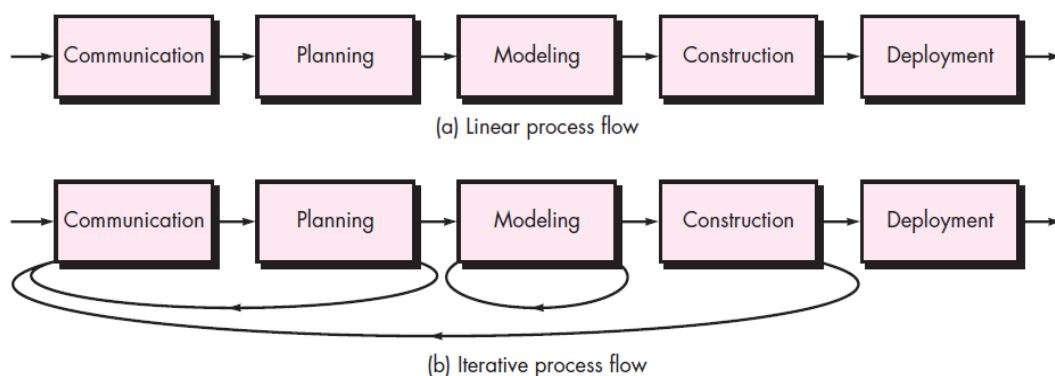 Communication Planning Modeling Construction Deployment
(a) Linear process flow
Communication Planning Modeling Construction Deployment
(b) Iterative process flow